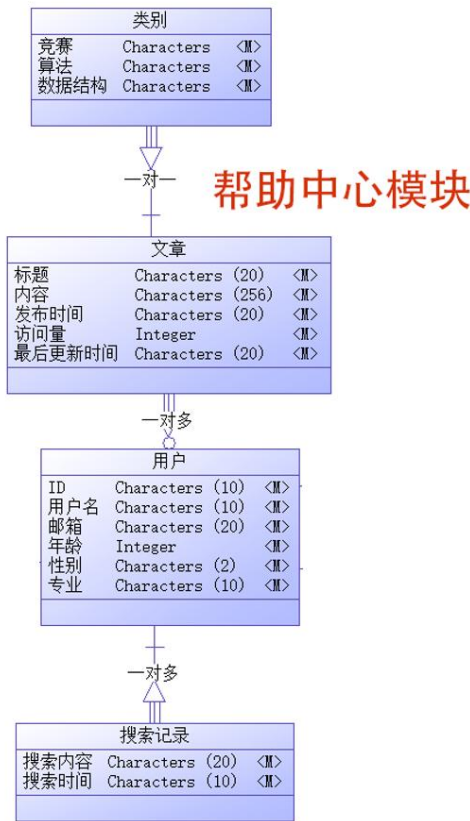 类别
竞赛 Characters <M>
算法 Characters <M>
数据结构 Characters <M>
一对一
帮助中心模块
文章
标题 Characters (20) <M>
内容 Characters (256) <M>
发布时间 Characters (20) <M>
访问量 Integer <M>
最后更新时间 Characters (20) <M>
一对多
用户
ID Characters (10) <M>
用户名 Characters (10) <M>
邮箱 Characters (20) <M>
年龄 Integer <M>
性别 Characters (2) <M>
专业 Characters (10) <M>
一对多
搜索记录
搜索内容 Characters (20) <M>
搜索时间 Characters (10) <M>